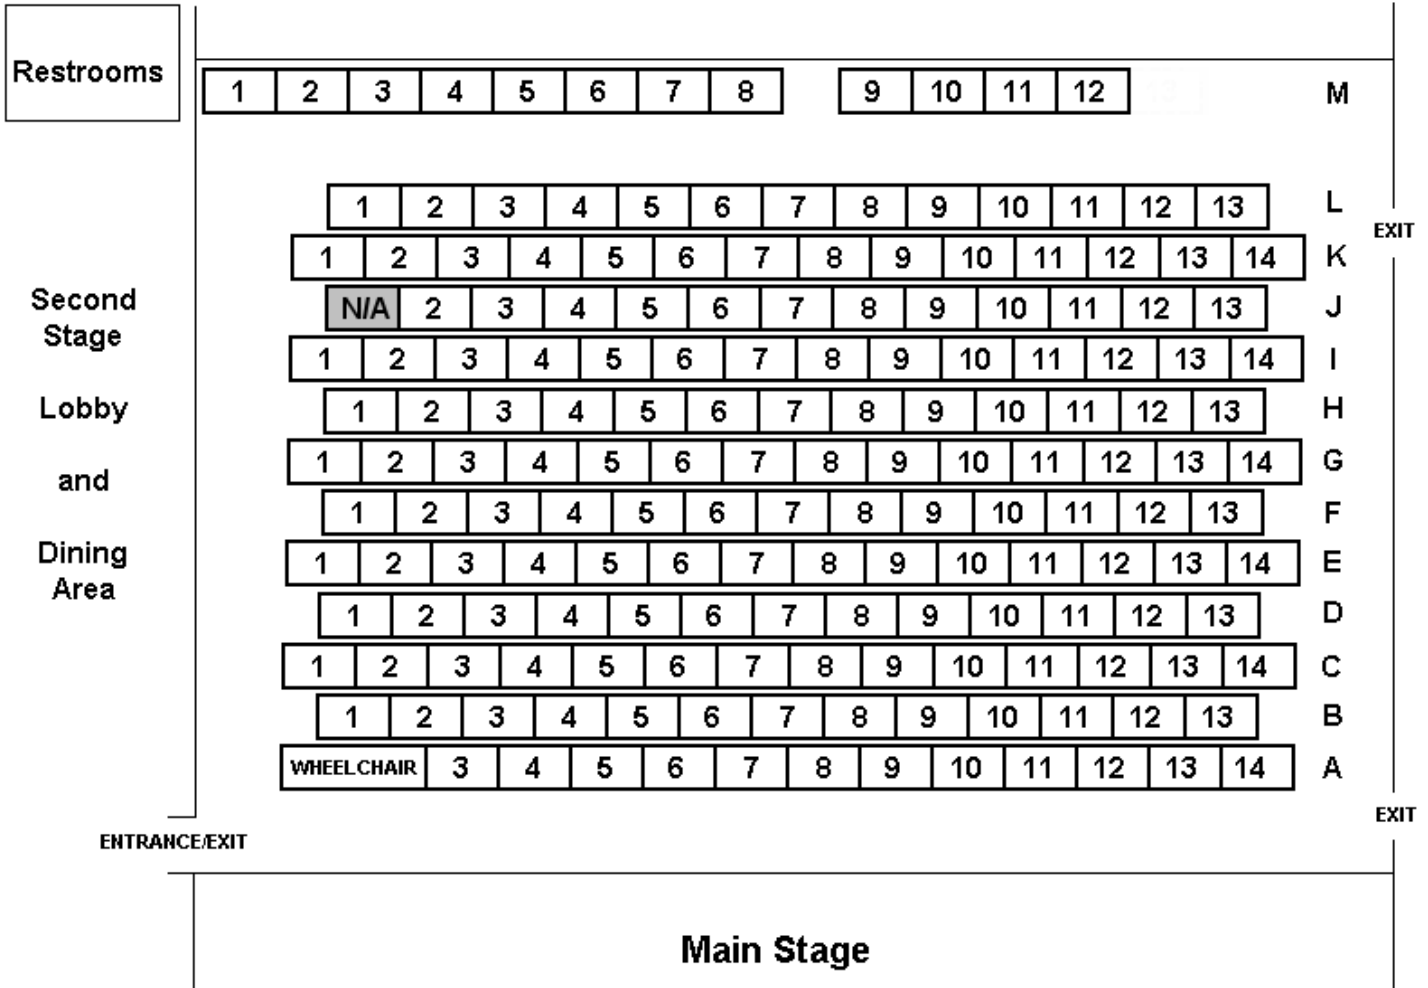 Restrooms
1 2 3 4 5 6 7 8 9 10 11 12 M
1 2 3 4 5 6 7 8 9 10 11 12 13 L
EXIT
1 2 3 4 5 6 7 8 9 10 11 12 13 14 K
Second
Stage
N/A 2 3 4 5 6 7 8 9 10 11 12 13 J
1 2 3 4 5 6 7 8 9 10 11 12 13 14 I
Lobby
1 2 3 4 5 6 7 8 9 10 11 12 13 H
1 2 3 4 5 6 7 8 9 10 11 12 13 14 G
and
1 2 3 4 5 6 7 8 9 10 11 12 13 F
Dining
Area
1 2 3 4 5 6 7 8 9 10 11 12 13 14 E
1 2 3 4 5 6 7 8 9 10 11 12 13 D
1 2 3 4 5 6 7 8 9 10 11 12 13 14 C
1 2 3 4 5 6 7 8 9 10 11 12 13 B
WHEELCHAIR 3 4 5 6 7 8 9 10 11 12 13 14 A
EXIT
ENTRANCE/EXIT
Main Stage